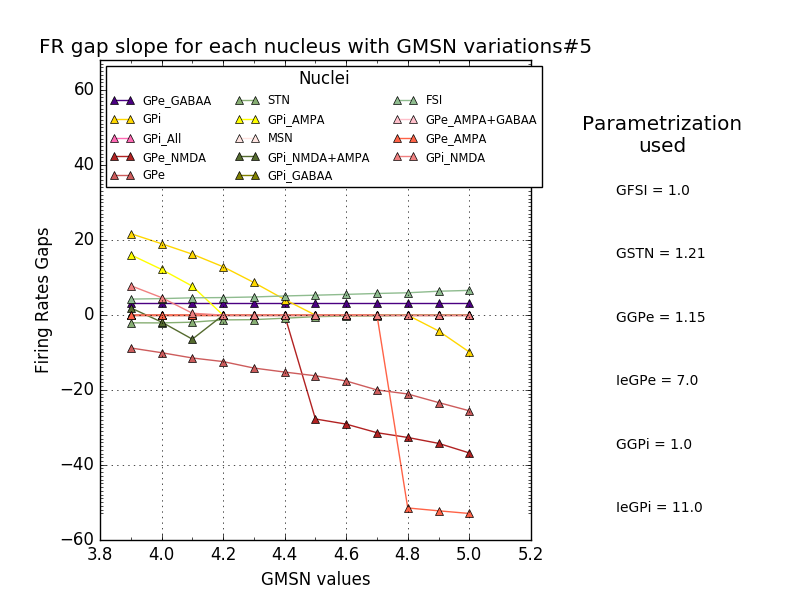 FR gap slope for each nucleus with GMSN variations#5
Nuclei
GPe_GABAA
GPi
GPi_All
GPe_NMDA
GPe
STN
GPi_AMPA
MSN
GPi_NMDA+AMPA
GPi_GABAA
FSI
GPe_AMPA+GABAA
GPe_AMPA
GPi_NMDA
Firing Rates Gaps
60
40
20
0
−20
−40
−60
3.8 4.0 4.2 4.4 4.6 4.8 5.0 5.2
GMSN values
Parametrization
used
GFSI = 1.0
GSTN = 1.21
GGPe = 1.15
IeGPe = 7.0
GGPi = 1.0
IeGPi = 11.0